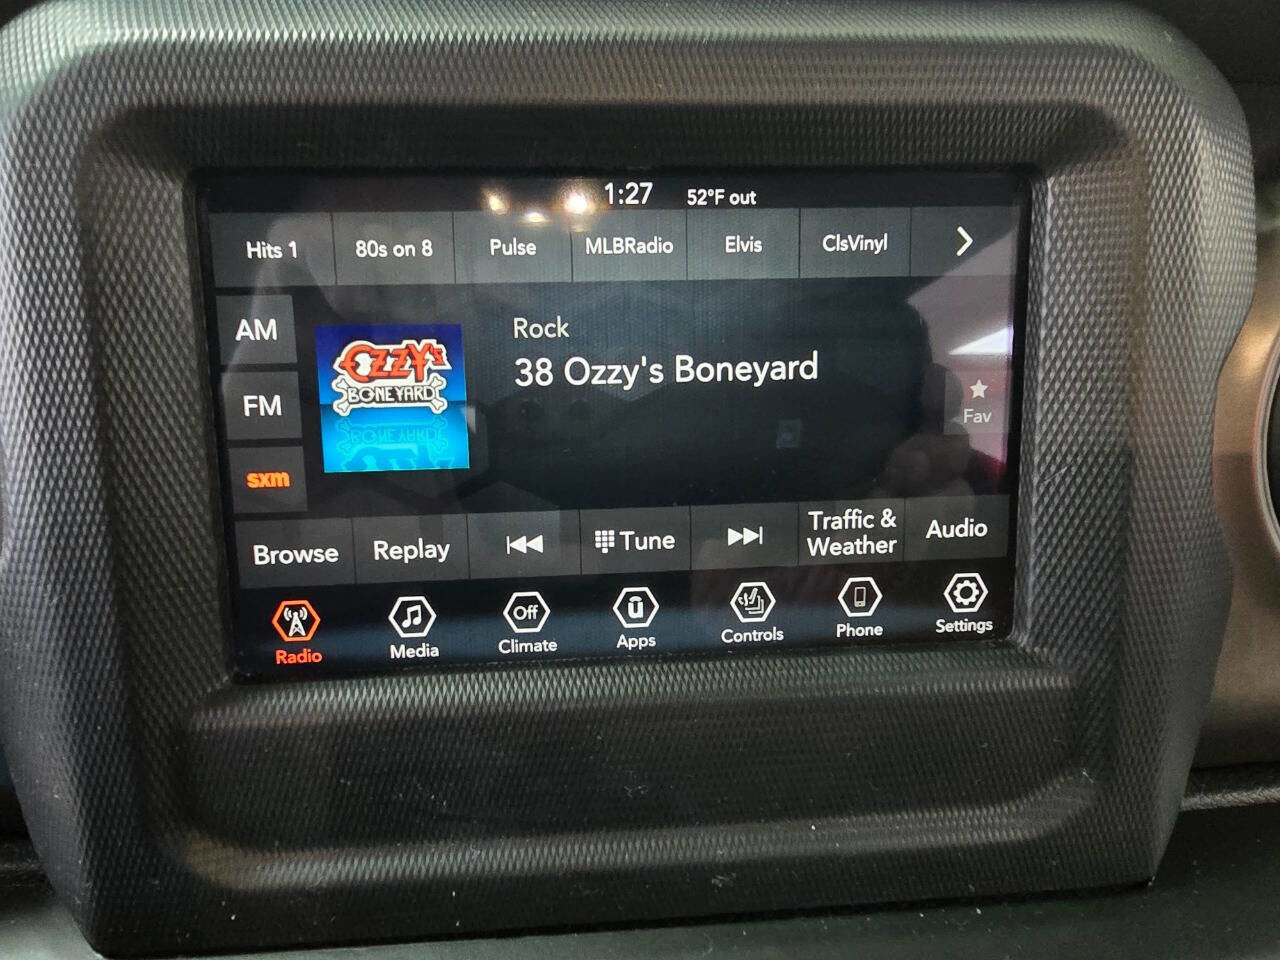 1:27 52°F out
Hits 1 80s on 8 Pulse MLBRadio Elvis ClsVinyl
AM
FM
sxm
OZZY's
BONEYARD
Rock
38 Ozzy's Boneyard
Fav
Browse Replay Tune Traffic & Weather Audio
Off
Radio Media Climate Apps Controls Phone Settings